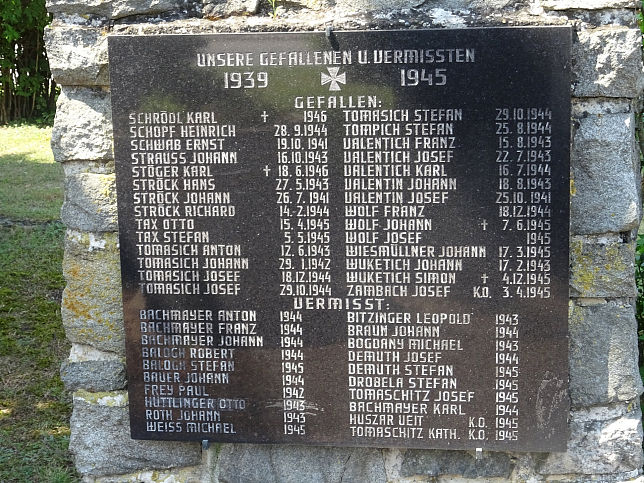 UNSERE GEFALLENEN U. VERMISSTEN
1939 1945
GEFALLEN:
SCHRÖDL KARL † 1946
SCHOPF HEINRICH 28.9.1944
SCHWAB ERNST 19.10.1941
STRAUSS JOHANN 16.10.1943
STÖGER KARL † 18.6.1946
STRÖCK HANS 27.5.1943
STRÖCK JOHANN 26.7.1941
STRÖCK RICHARD 14.2.1944
TAX OTTO 15.4.1945
TAX STEFAN 5.5.1945
TOMASICH ANTON 12.6.1943
TOMASICH JOHANN 29.1.1942
TOMASICH JOSEF 18.12.1944
TOMASICH JOSEF 29.10.1944
TOMASICH STEFAN 29.10.1944
TOMPICH STEFAN 25.8.1944
VALENTICH FRANZ 15.8.1943
VALENTICH JOSEF 22.7.1943
VALENTICH KARL 16.7.1944
VALENTIN JOHANN 18.8.1943
VALENTIN JOSEF 25.10.1941
WOLF FRANZ 18.12.1944
WOLF JOHANN † 7.6.1945
WOLF JOSEF 1945
WIESMÜLLNER JOHANN 17.3.1945
WUKETICH JOHANN 17.2.1943
WUKETICH SIMON † 4.12.1945
ZAMBACH JOSEF K.O. 3.4.1945
VERMISST:
BACHMAYER ANTON 1944
BACHMAYER FRANZ 1944
BACHMAYER JOHANN 1944
BALOGH ROBERT 1944
BALOGH STEFAN 1945
BAUER JOHANN 1944
FREY PAUL 1942
HUTTLINGER OTTO 1943
ROTH JOHANN 1943
WEISS MICHAEL 1945
BITZINGER LEOPOLD 1943
BRAUN JOHANN 1944
BOGDANY MICHAEL 1943
DEMUTH JOSEF 1944
DEMUTH STEFAN 1945
DROBELA STEFAN 1945
TOMASCHITZ JOSEF 1945
BACHMAYER KARL 1944
HUSZAR VEIT K.O. 1945
TOMASCHITZ KATH. K.O. 1945